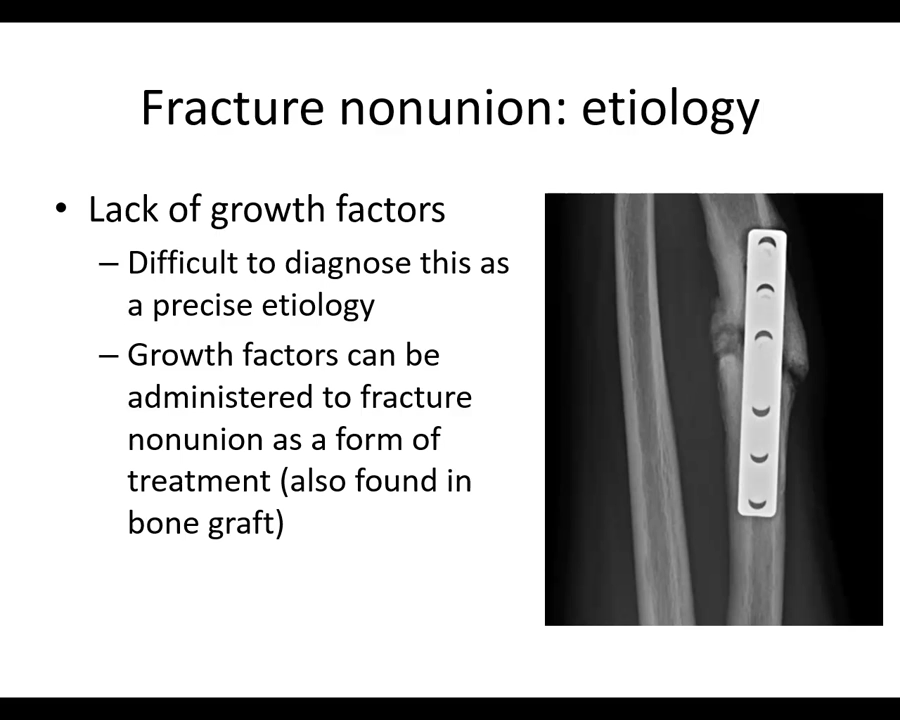 Fracture nonunion: etiology
• Lack of growth factors
– Difficult to diagnose this as
a precise etiology
– Growth factors can be
administered to fracture
nonunion as a form of
treatment (also found in
bone graft)